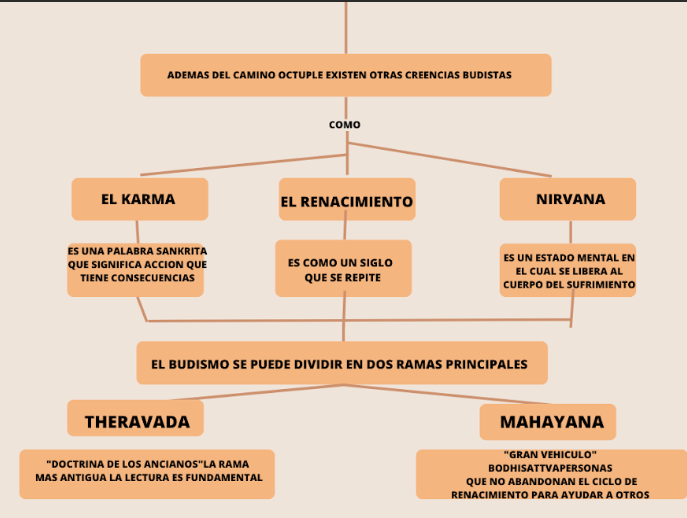 ADEMAS DEL CAMINO OCTUPLE EXISTEN OTRAS CREENCIAS BUDISTAS
COMO
EL KARMA
EL RENACIMIENTO
NIRVANA
ES UNA PALABRA SANKRITA
QUE SIGNIFICA ACCION QUE
TIENE CONSECUENCIAS
ES COMO UN SIGLO
QUE SE REPITE
ES UN ESTADO MENTAL EN
EL CUAL SE LIBERA AL
CUERPO DEL SUFRIMIENTO
EL BUDISMO SE PUEDE DIVIDIR EN DOS RAMAS PRINCIPALES
THERAVADA
MAHAYANA
"DOCTRINA DE LOS ANCIANOS"LA RAMA
MAS ANTIGUA LA LECTURA ES FUNDAMENTAL
"GRAN VEHICULO"
BODHISATTVAPERSONAS
QUE NO ABANDONAN EL CICLO DE
RENACIMIENTO PARA AYUDAR A OTROS